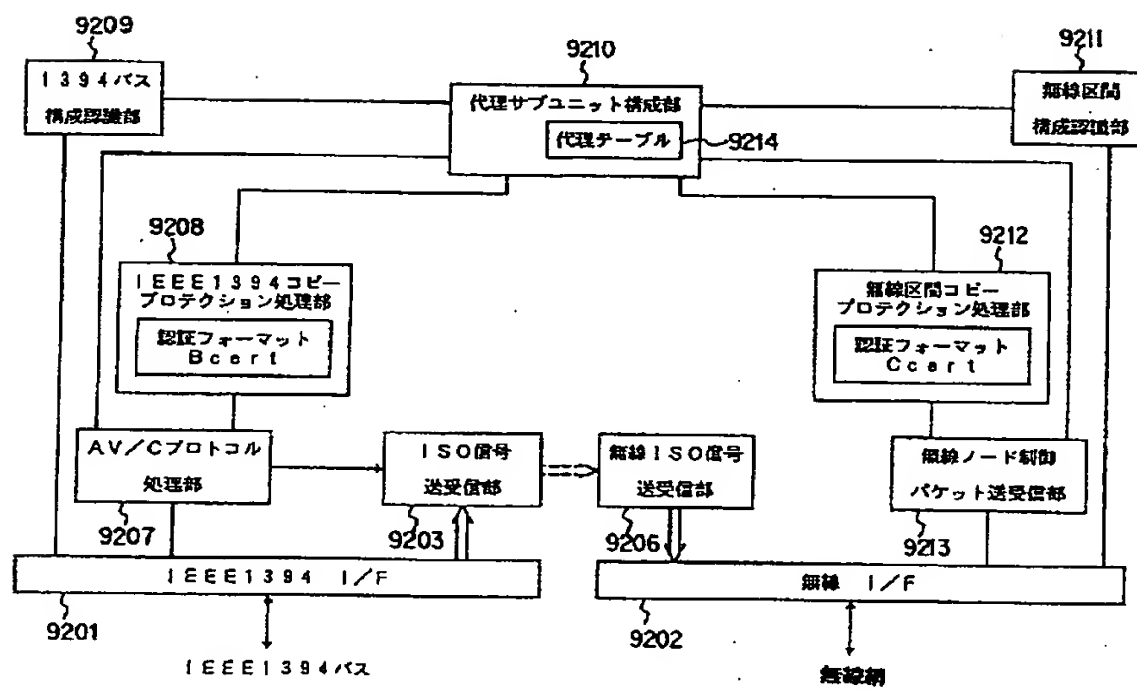 9209
1394バス
構成認識部
9210
代理サブユニット構成部
代理テーブル
9214
9211
無線区間
構成認識部
9208
IEEE1394コピー
プロテクション処理部
認証フォーマット
Bcert
9212
無線区間コピー
プロテクション処理部
認証フォーマット
Ccert
AV/Cプロトコル
処理部
9207
ISO信号
送受信部
9203
無線ISO信号
送受信部
9206
無線ノード制御
パケット送受信部
9213
IEEE1394 I/F
9201
無線 I/F
9202
IEEE1394バス
無線網